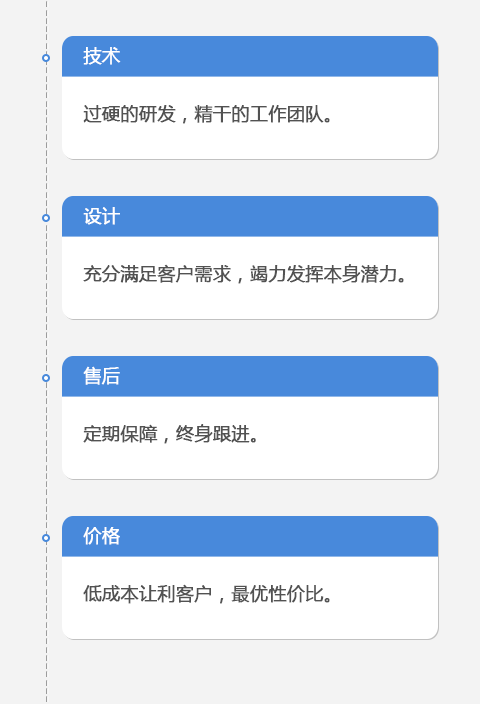 技术
过硬的研发，精干的工作团队。
设计
充分满足客户需求，竭力发挥本身潜力。
售后
定期保障，终身跟进。
价格
低成本让利客户，最优性价比。